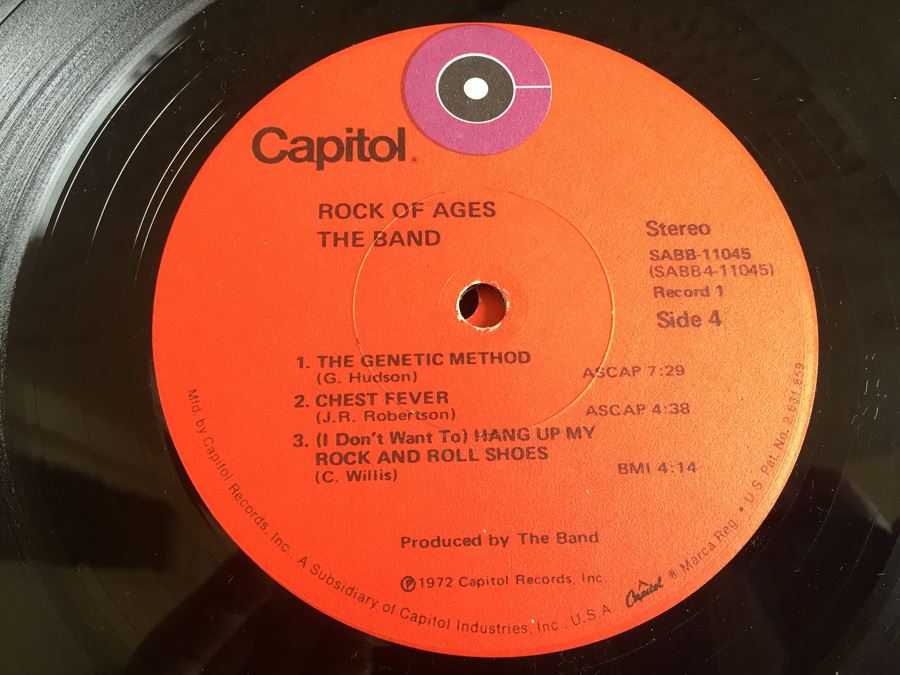 Capitol®
ROCK OF AGES
THE BAND
Stereo
SABB-11045
(SABB4-11045)
Record 1
Side 4
1. THE GENETIC METHOD
(G. Hudson)
ASCAP 7:29
2. CHEST FEVER
(J.R. Robertson)
ASCAP 4:38
3. (I Don't Want To) HANG UP MY
ROCK AND ROLL SHOES
(C. Willis)
BMI 4:14
Produced by The Band
℗1972 Capitol Records, Inc.
Mfd. by Capitol Records, Inc., A Subsidiary of Capitol Industries, Inc., U.S.A. Capitol ® Marca Reg. • U.S. Pat. No. 2,631,859